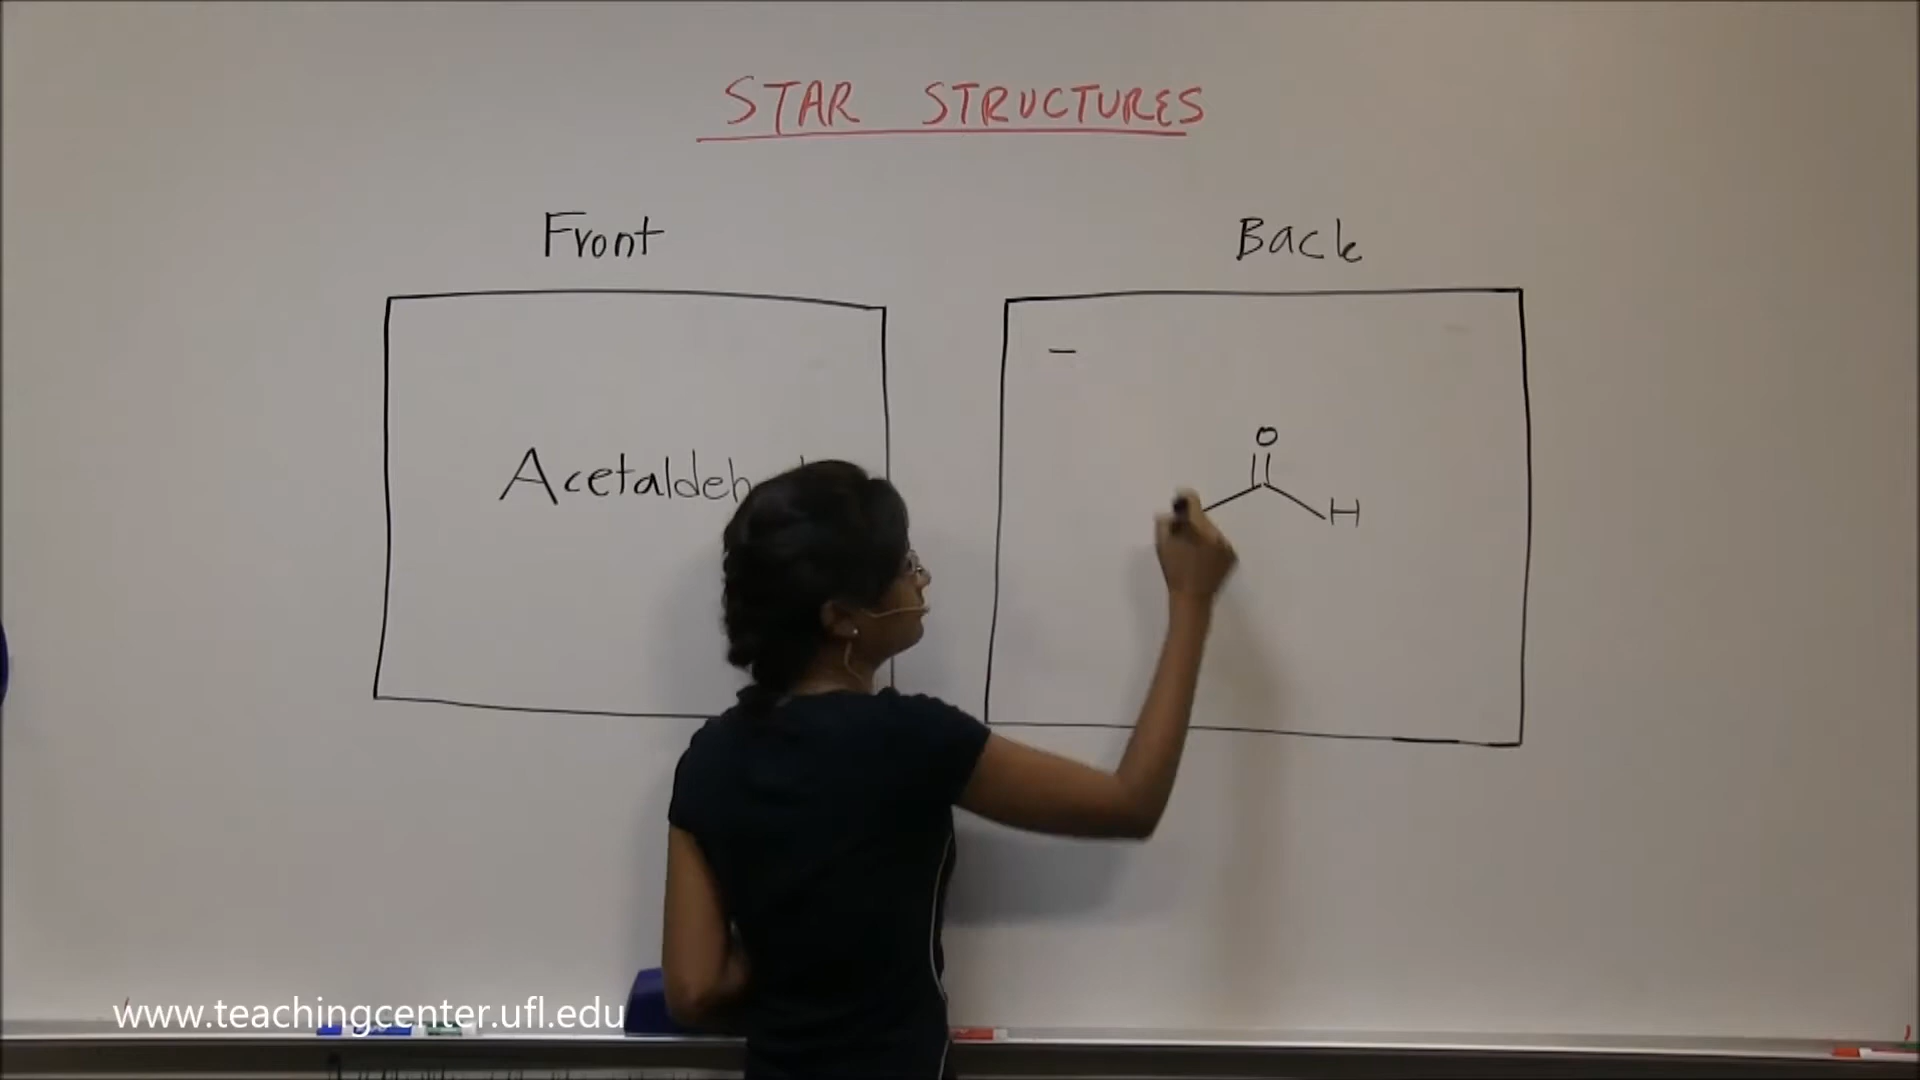 STAR STRUCTURES
Front
Back
O
H
www.teachingcenter.ufl.edu